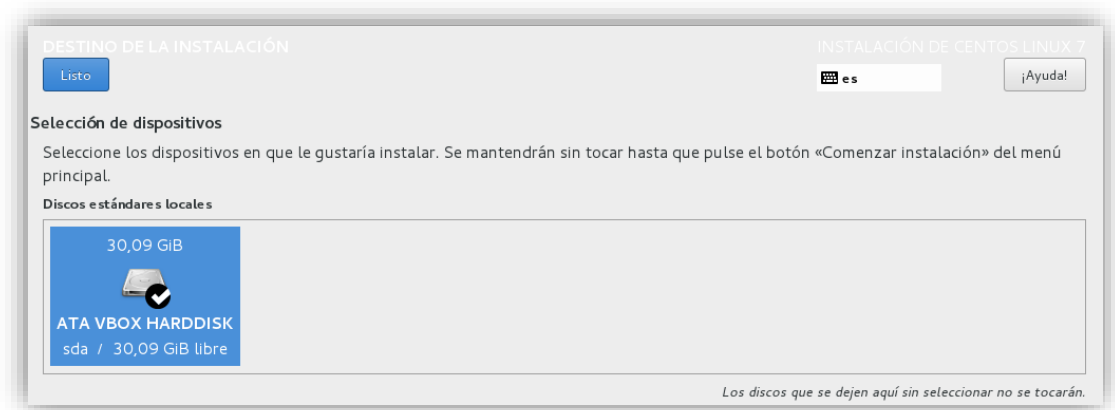 DESTINO DE LA INSTALACIÓN
INSTALACIÓN DE CENTOS LINUX 7
Listo
es
¡Ayuda!
Selección de dispositivos
Seleccione los dispositivos en que le gustaría instalar. Se mantendrán sin tocar hasta que pulse el botón «Comenzar instalación» del menú
principal.
Discos estándares locales
30,09 GiB
ATA VBOX HARDDISK
sda / 30,09 GiB libre
Los discos que se dejen aquí sin seleccionar no se tocarán.